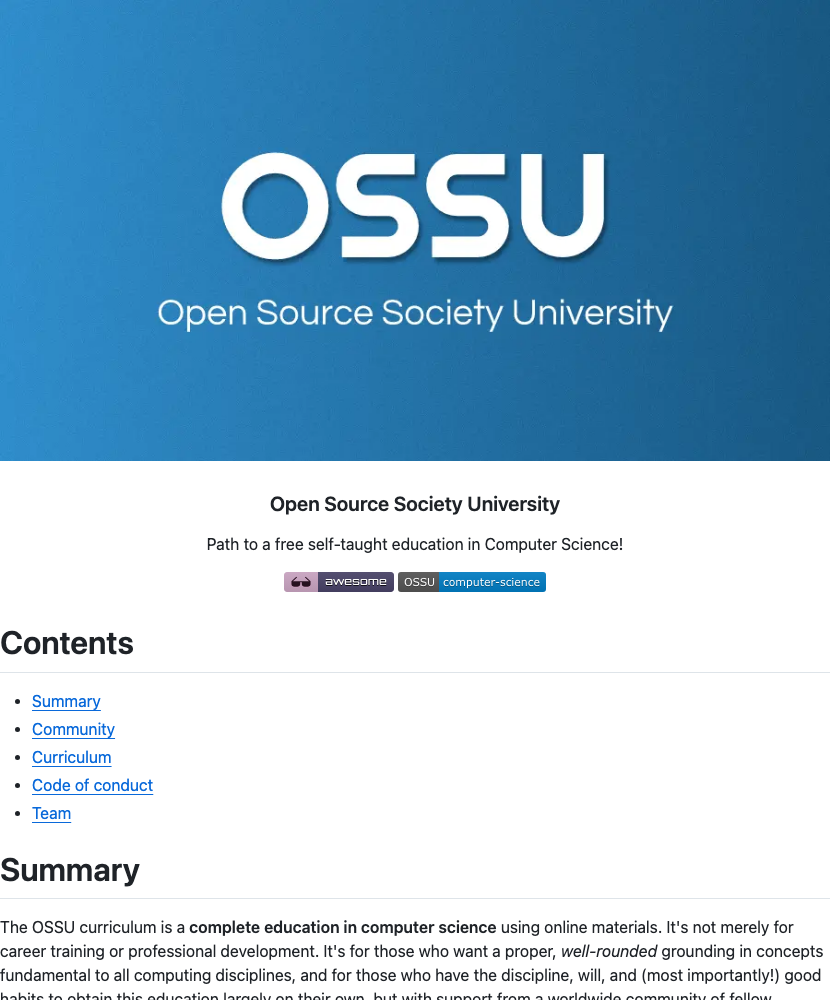 OSSU
Open Source Society University
Open Source Society University
Path to a free self-taught education in Computer Science!
awesome OSSU computer-science
Contents
Summary
Community
Curriculum
Code of conduct
Team
Summary
The OSSU curriculum is a complete education in computer science using online materials. It's not merely for
career training or professional development. It's for those who want a proper, well-rounded grounding in concepts
fundamental to all computing disciplines, and for those who have the discipline, will, and (most importantly!) good
habits to obtain this education largely on their own, but with support from a worldwide community of fellow